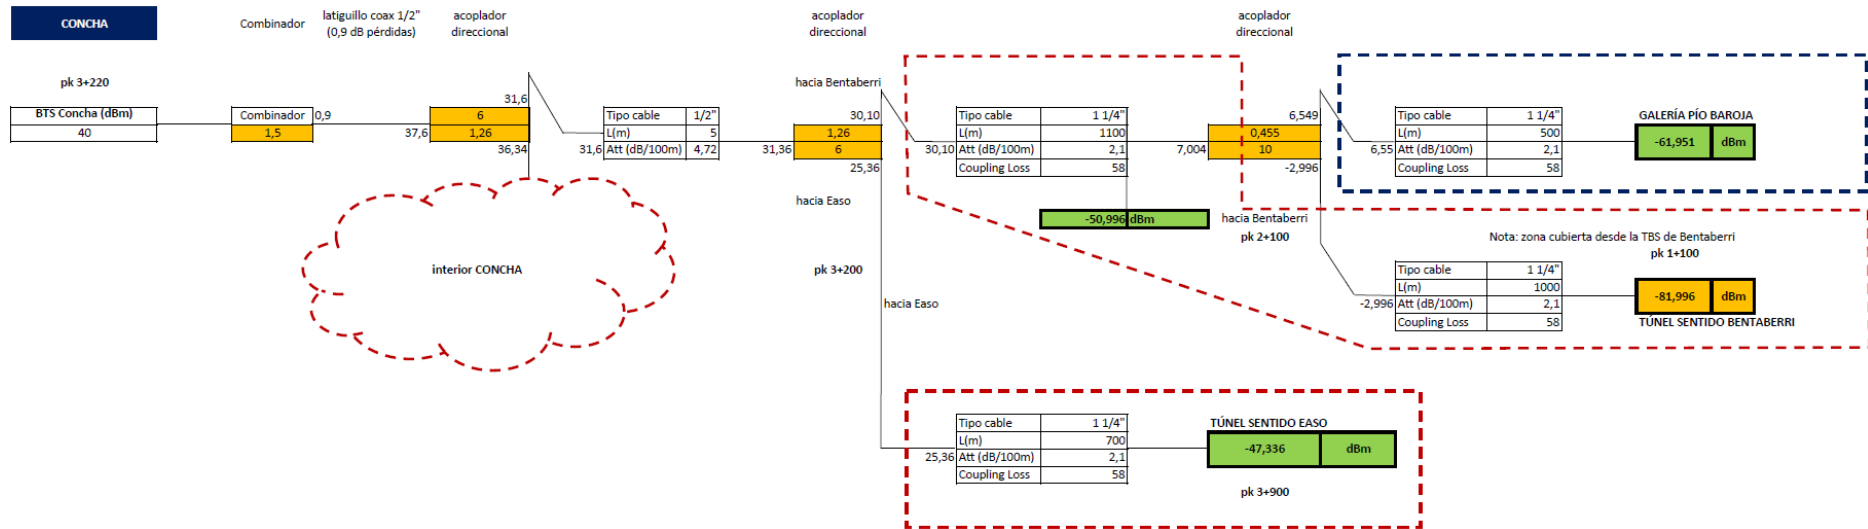 CONCHA
Combinador
latiguillo coax 1/2"
(0,9 dB pérdidas)
acoplador
direccional
acoplador
direccional
acoplador
direccional
pk 3+220
BTS Concha (dBm)
40
Combinador
1,5
0,9
37,6
31,6
6
1,26
36,34
31,6
Tipo cable 1/2"
L(m) 5
Att (dB/100m) 4,72
31,36
hacia Bentaberri
30,10
1,26
6
25,36
hacia Easo
pk 3+200
hacia Easo
30,10
Tipo cable 1 1/4"
L(m) 1100
Att (dB/100m) 2,1
Coupling Loss 58
-50,996 dBm
7,004
6,549
0,455
10
-2,996
hacia Bentaberri
pk 2+100
6,55
Tipo cable 1 1/4"
L(m) 500
Att (dB/100m) 2,1
Coupling Loss 58
GALERÍA PÍO BAROJA
-61,951 dBm
Nota: zona cubierta desde la TBS de Bentaberri
pk 1+100
-2,996
Tipo cable 1 1/4"
L(m) 1000
Att (dB/100m) 2,1
Coupling Loss 58
-81,996 dBm
TÚNEL SENTIDO BENTABERRI
interior CONCHA
25,36
Tipo cable 1 1/4"
L(m) 700
Att (dB/100m) 2,1
Coupling Loss 58
TÚNEL SENTIDO EASO
-47,336 dBm
pk 3+900